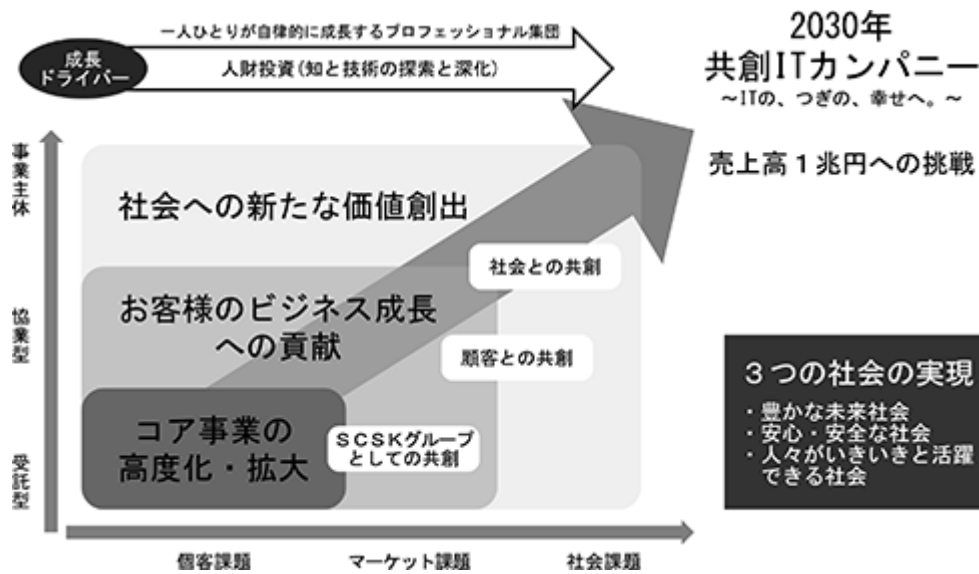 一人ひとりが自律的に成長するプロフェッショナル集団
成長
ドライバー
人財投資(知と技術の探索と深化)
2030年
共創ITカンパニー
～ITの、つぎの、幸せへ。～
売上高１兆円への挑戦
事業主体
協業型
受託型
社会への新たな価値創出
社会との共創
お客様のビジネス成長
への貢献
顧客との共創
コア事業の
高度化・拡大
ＳＣＳＫグループ
としての共創
３つの社会の実現
・豊かな未来社会
・安心・安全な社会
・人々がいきいきと活躍
できる社会
個客課題
マーケット課題
社会課題